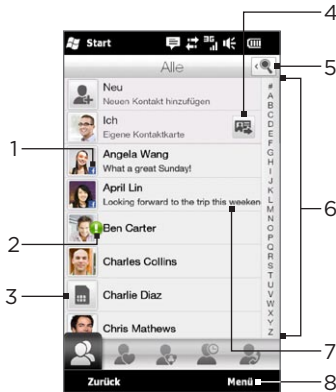 4
Start
3G
Alle
5
Neu
Neuen Kontakt hinzufügen
Ich
Eigene Kontaktkarte
1
Angela Wang
What a great Sunday!
April Lin
Looking forward to the trip this weeken
2
Ben Carter
Charles Collins
3
Charlie Diaz
Chris Mathews
#
A
B
C
D
E
F
G
H
I
J
K
L
M
N
O
P
Q
R
S
T
U
V
W
X
Y
Z
6
7
Zurück
Menü
8